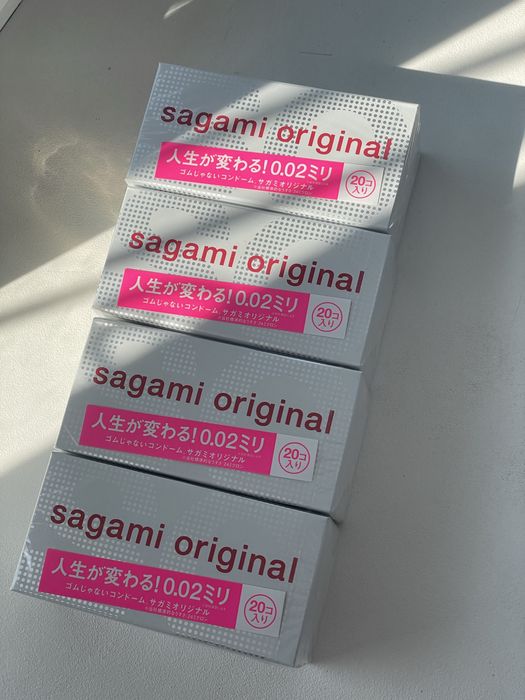 sagami original
人生が変わる!0.02ミリ
ゴムじゃないコンドーム、サガミオリジナル
20コ
入り
sagami original
人生が変わる!0.02ミリ
ゴムじゃないコンドーム、サガミオリジナル
20コ
入り
sagami original
人生が変わる!0.02ミリ
ゴムじゃないコンドーム、サガミオリジナル
20コ
入り
sagami original
人生が変わる!0.02ミリ
ゴムじゃないコンドーム、サガミオリジナル
20コ
入り